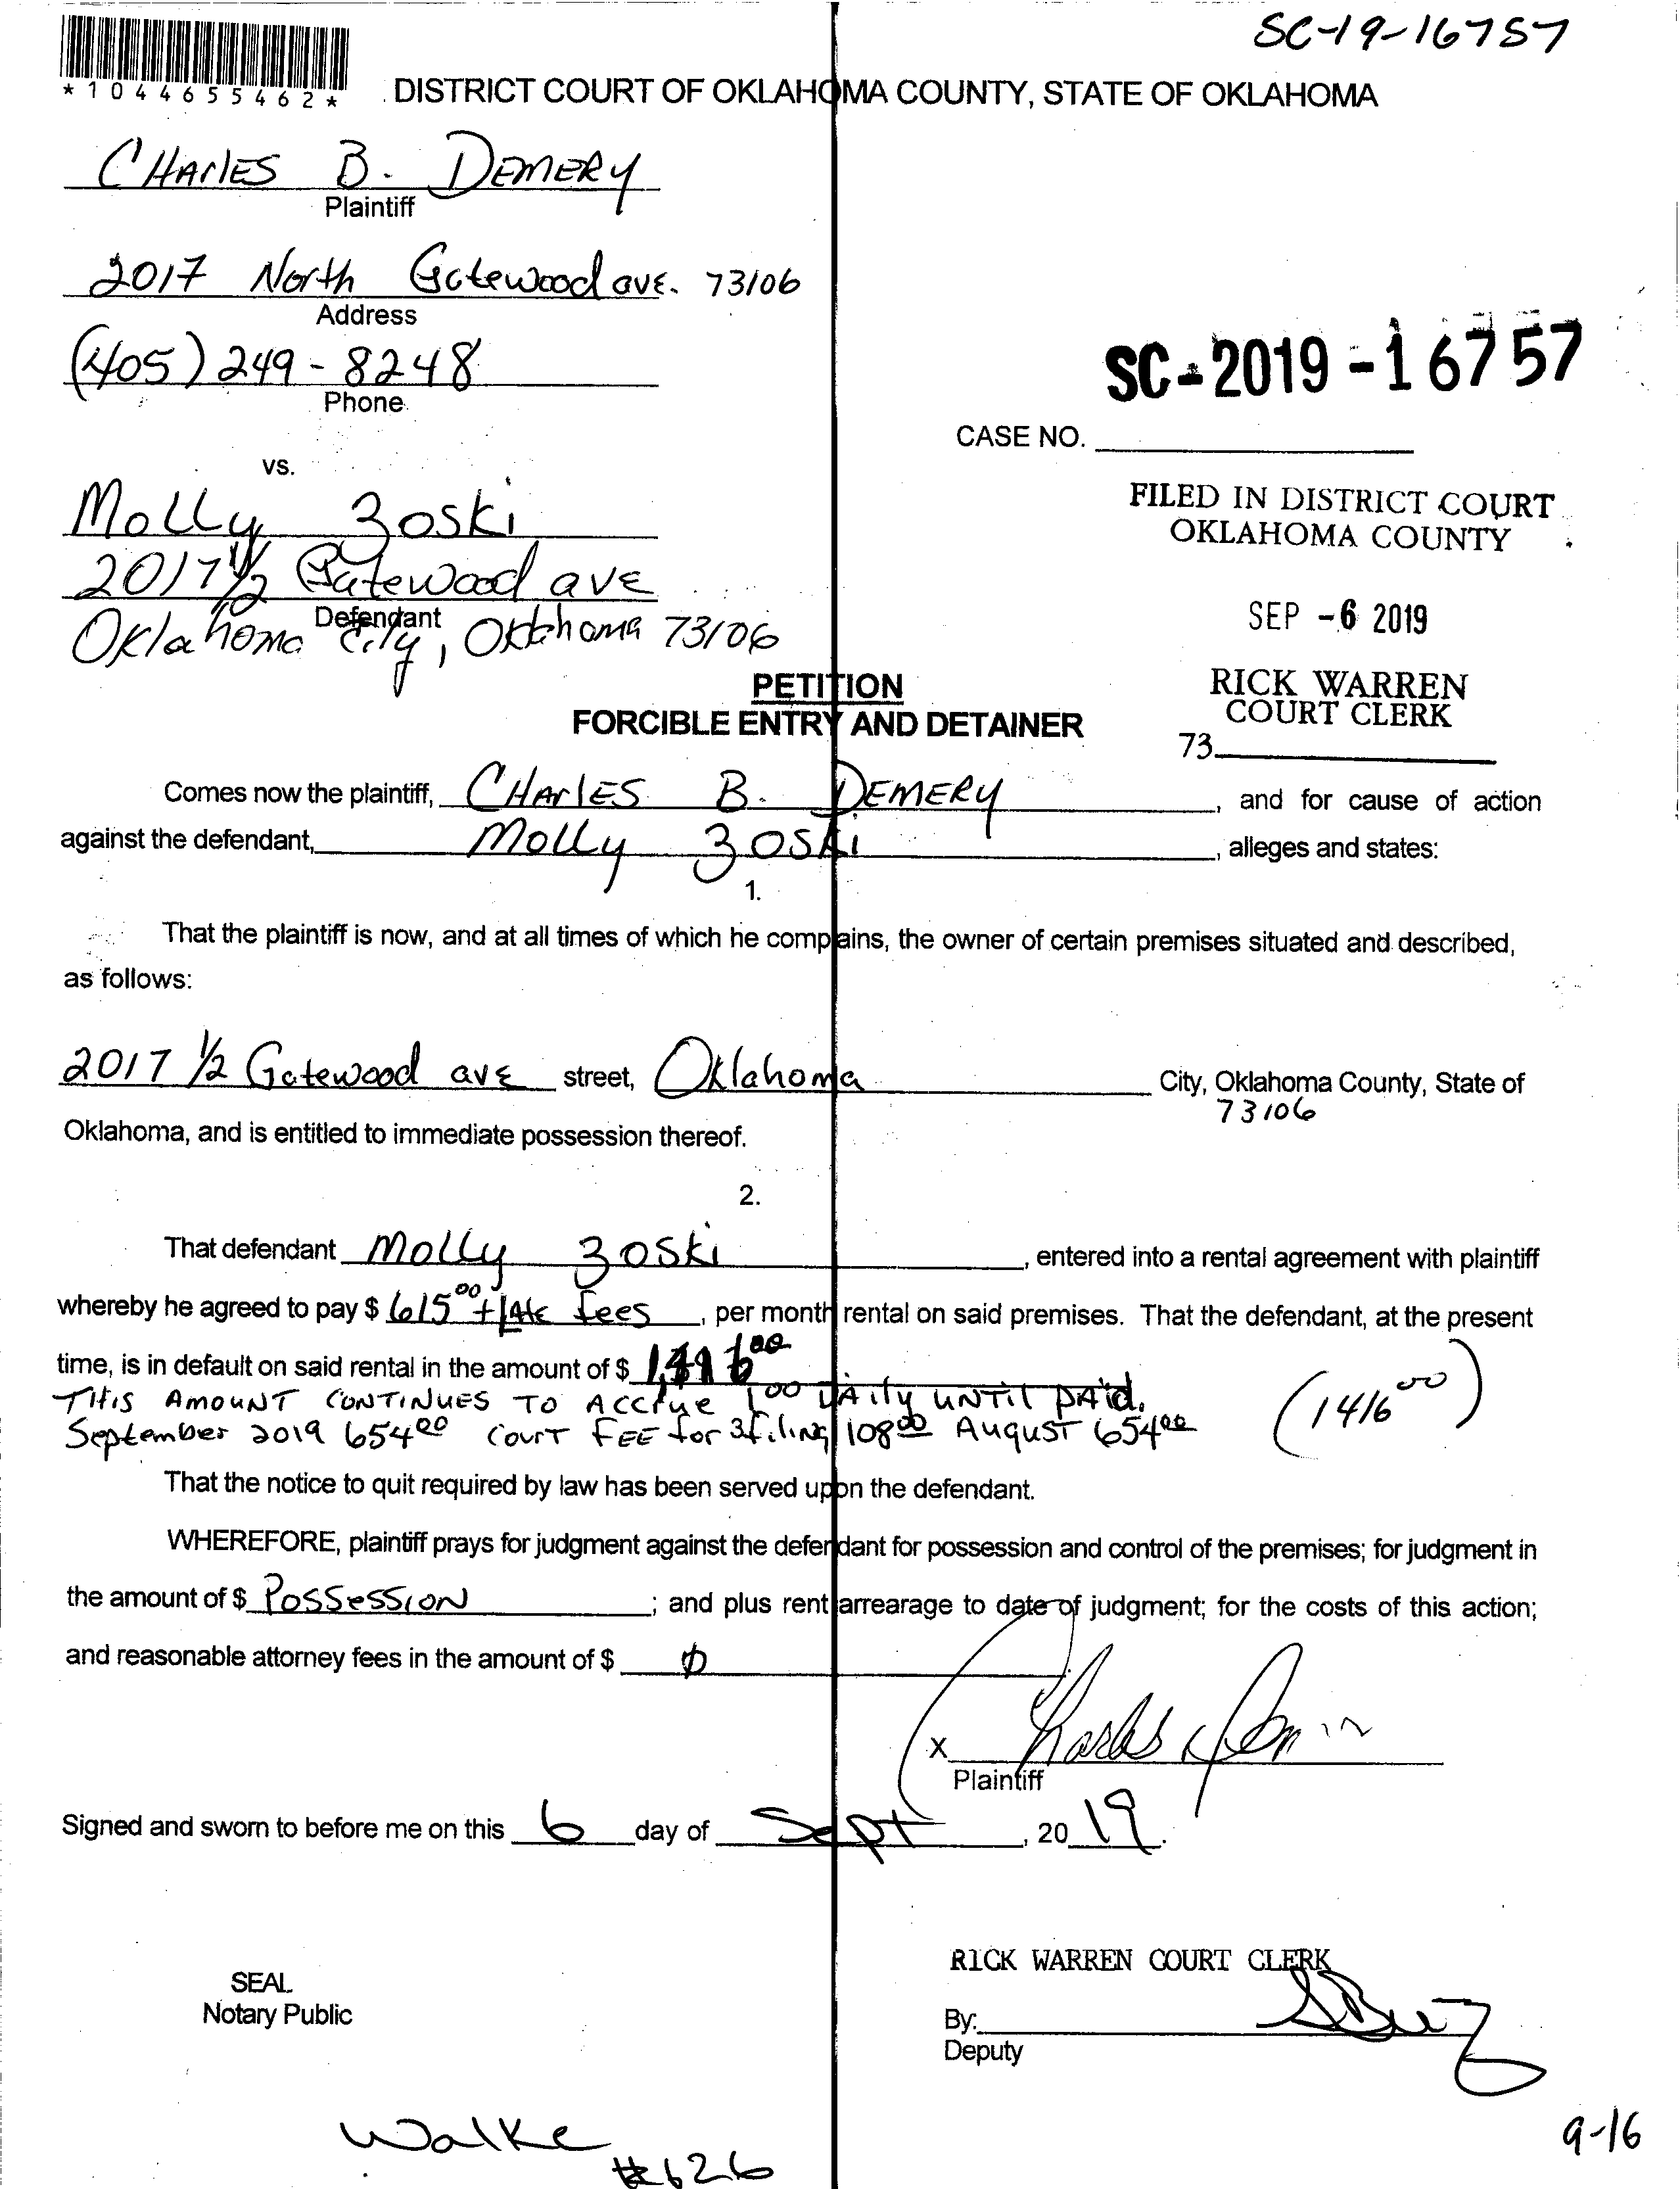 SC-19-16757
*1044655462*
DISTRICT COURT OF OKLAHOMA COUNTY, STATE OF OKLAHOMA
CHArlES B. DEMERY
Plaintiff
2017 North Gatewood avE. 73106
Address
(405) 249-8248
Phone
SC-2019-16757
CASE NO.
vs.
MoLLy Zoski
2017 1/2 Gatewood avE
Defendant
Oklahoma City, Oklahoma 73106
FILED IN DISTRICT COURT
OKLAHOMA COUNTY
SEP -6 2019
RICK WARREN
COURT CLERK
73
PETITION
FORCIBLE ENTRY AND DETAINER
Comes now the plaintiff, CHArlES B. DEMERY, and for cause of action
against the defendant, MoLLy Zoski, alleges and states:
1.
That the plaintiff is now, and at all times of which he complains, the owner of certain premises situated and described,
as follows:
2017 1/2 Gatewood avE street, Oklahoma City, Oklahoma County, State of
73106
Oklahoma, and is entitled to immediate possession thereof.
2.
That defendant MoLLy Zoski, entered into a rental agreement with plaintiff
whereby he agreed to pay $ 615.00 + LAte fees, per month rental on said premises. That the defendant, at the present
time, is in default on said rental in the amount of $ 1,416.00
THis AMOUNT CONTINUES TO ACCrue 1.00 DAily UNTil pAid. (1416.00)
September 2019 654.00 COurT FEE for 3 filing 108.00 AuguST 654.00
That the notice to quit required by law has been served upon the defendant.
WHEREFORE, plaintiff prays for judgment against the defendant for possession and control of the premises; for judgment in
the amount of $ POSSeSSION; and plus rent arrearage to date of judgment; for the costs of this action;
and reasonable attorney fees in the amount of $ 0
X
Plaintiff
Signed and sworn to before me on this 6 day of Sept, 2019.
RICK WARREN COURT CLERK
SEAL
Notary Public
By:
Deputy
9-16
Walke
#626